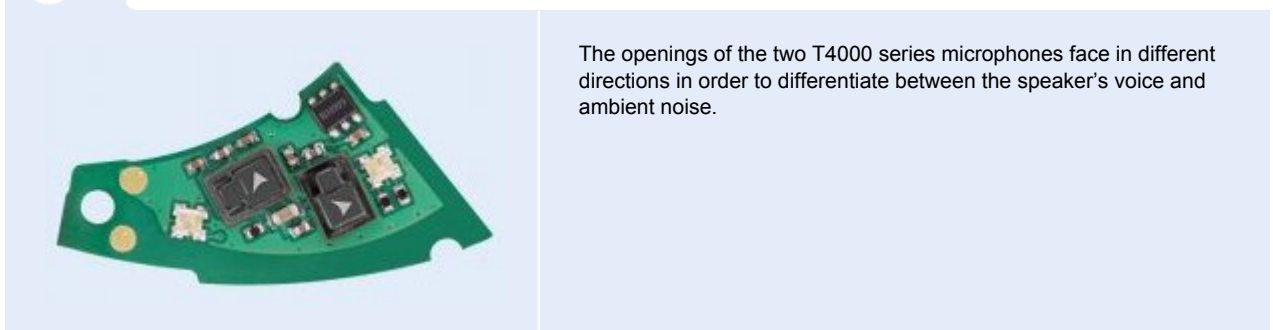 The openings of the two T4000 series microphones face in different
directions in order to differentiate between the speaker’s voice and
ambient noise.